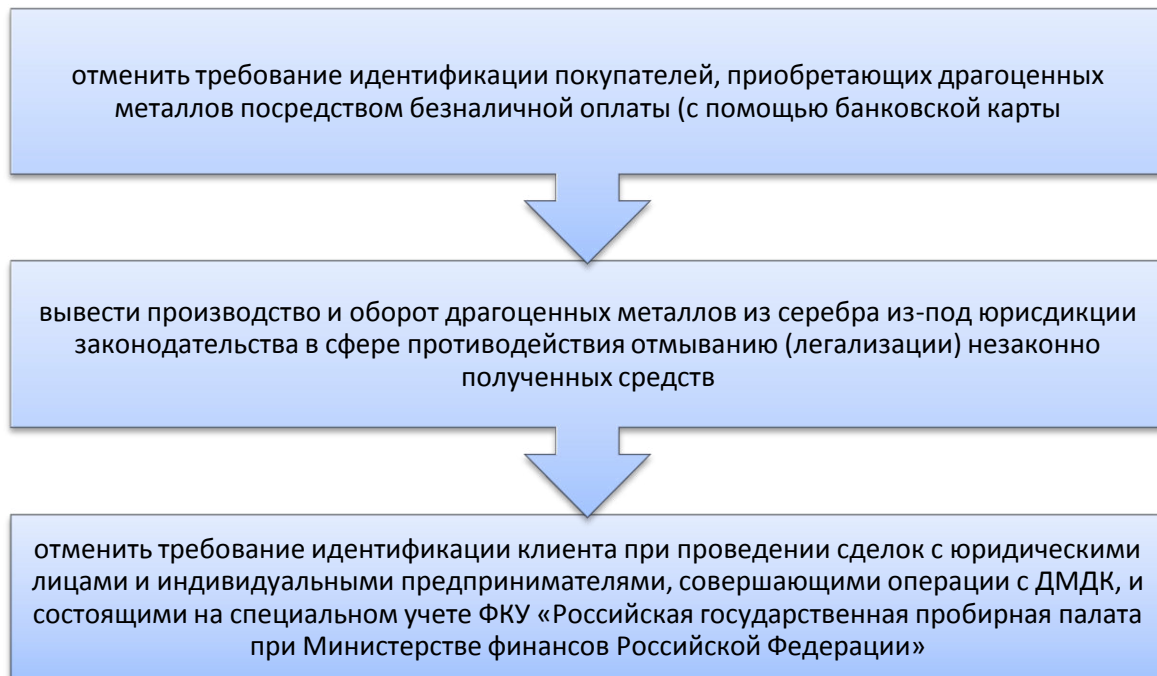 отменить требование идентификации покупателей, приобретающих драгоценных
металлов посредством безналичной оплаты (с помощью банковской карты
вывести производство и оборот драгоценных металлов из серебра из-под юрисдикции
законодательства в сфере противодействия отмыванию (легализации) незаконно
полученных средств
отменить требование идентификации клиента при проведении сделок с юридическими
лицами и индивидуальными предпринимателями, совершающими операции с ДМДК, и
состоящими на специальном учете ФКУ «Российская государственная пробирная палата
при Министерстве финансов Российской Федерации»